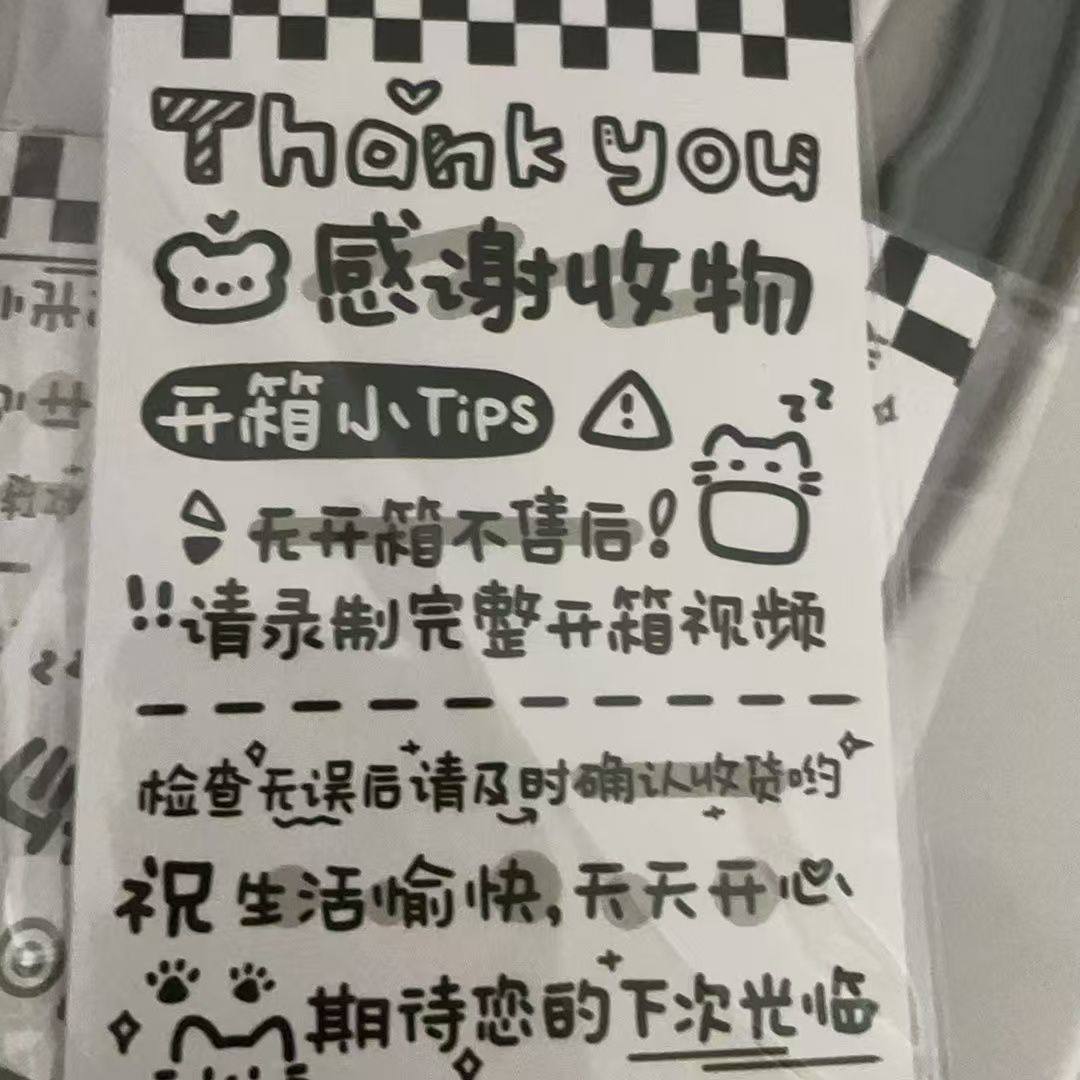 Thank you
感谢收物
开箱小Tips
无开箱不售后!
!!请录制完整开箱视频
检查无误后请及时确认收货哟
祝生活愉快,天天开心
期待您的下次光临